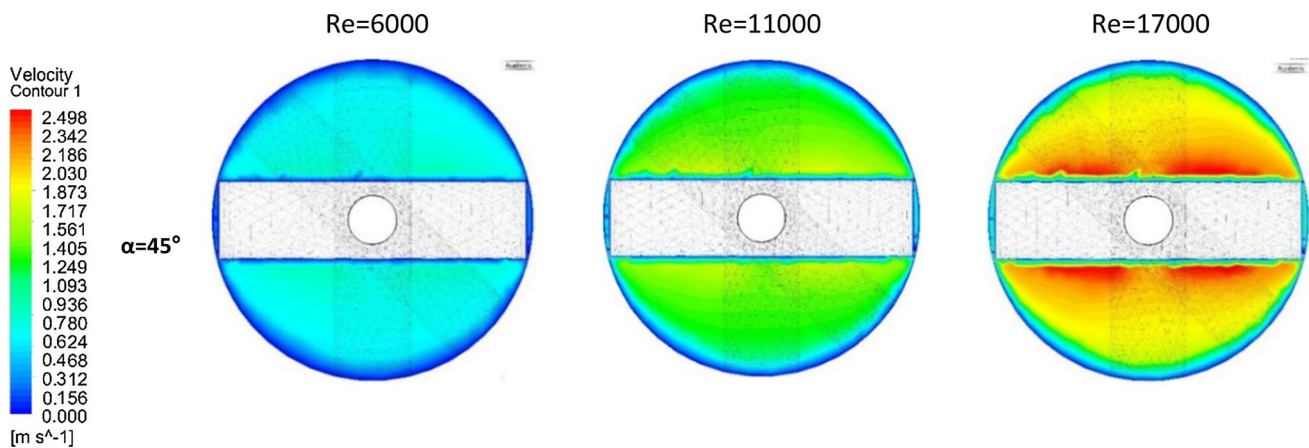 Re=6000
Re=11000
Re=17000
Academic
Academic
Velocity
Contour 1
2.498
2.342
2.186
2.030
1.873
1.717
1.561
1.405
1.249
1.093
0.936
0.780
0.624
0.468
0.312
0.156
0.000
[m s^-1]
α=45°